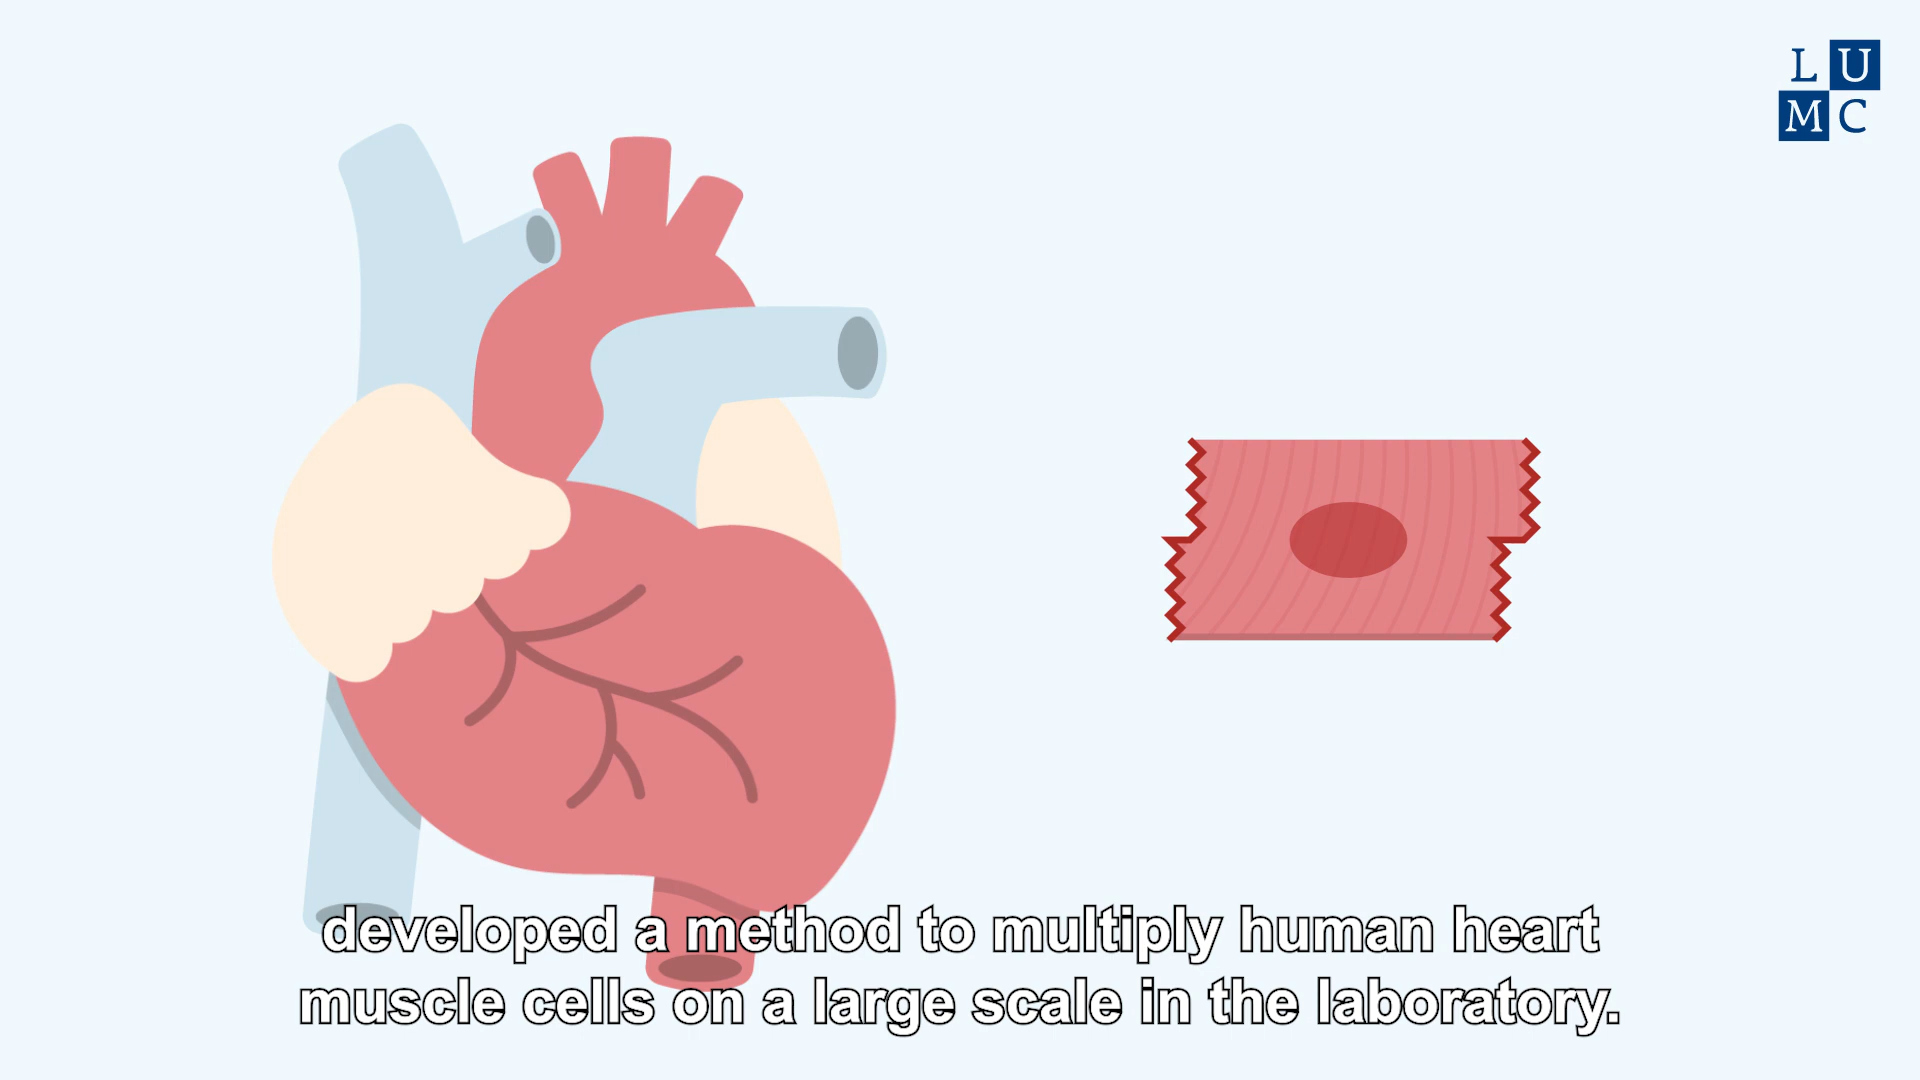 LU
MC
developed a method to multiply human heart
muscle cells on a large scale in the laboratory.